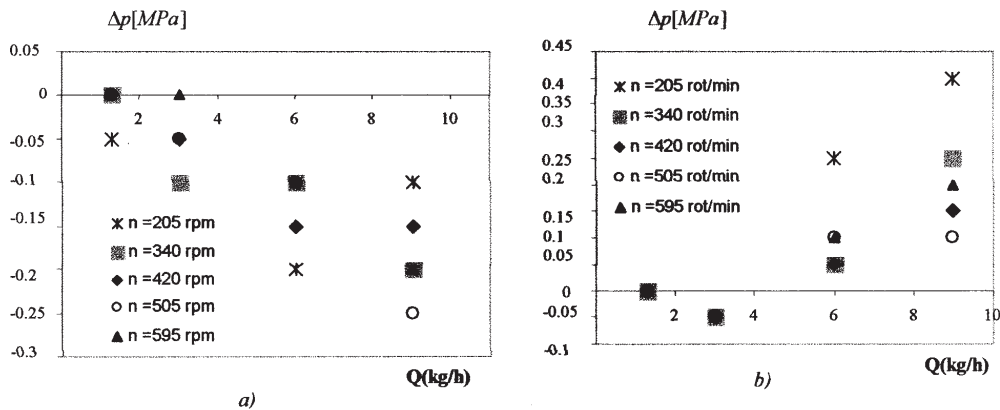 Δp[MPa]
0.05
0
-0.05
-0.1
-0.15
-0.2
-0.25
-0.3
2
4
6
8
10
n =205 rpm
n =340 rpm
n =420 rpm
n =505 rpm
n =595 rpm
Q(kg/h)
a)
Δp[MPa]
0.45
0.4
0.35
0.3
0.25
0.2
0.15
0.1
0.05
0
-0.05
-0.1
2
4
6
8
10
n =205 rot/min
n =340 rot/min
n =420 rot/min
n =505 rot/min
n =595 rot/min
Q(kg/h)
b)